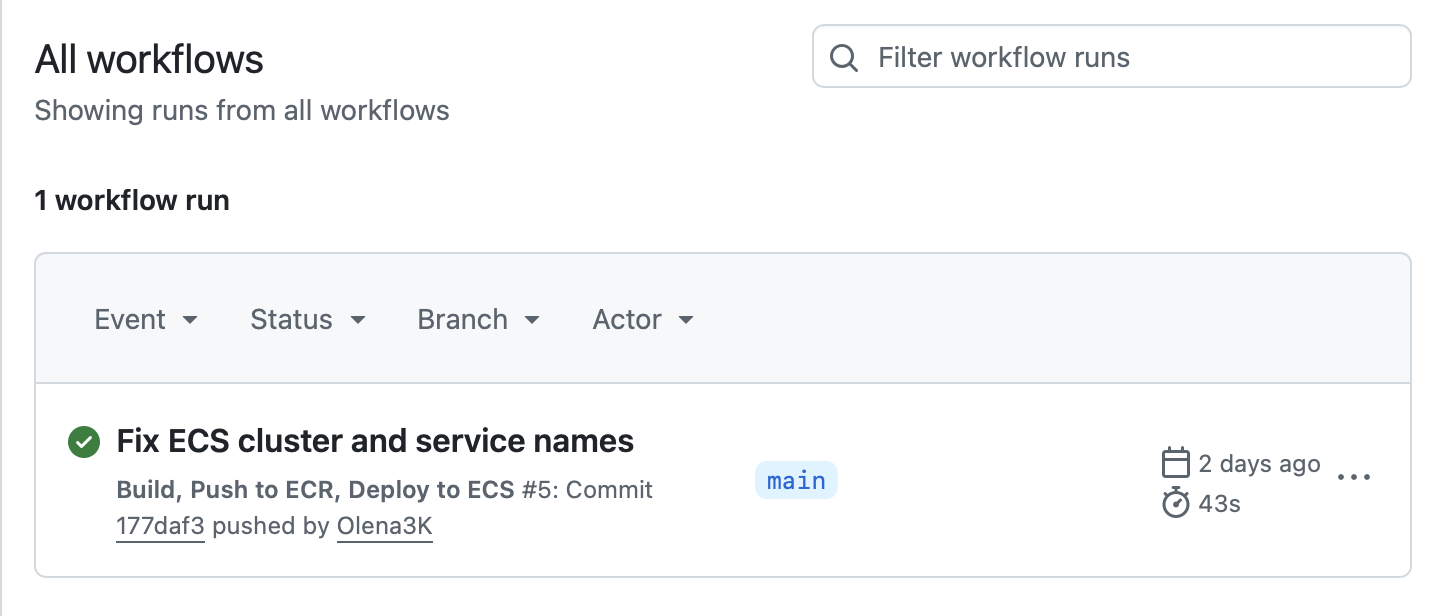 All workflows
Filter workflow runs
Showing runs from all workflows
1 workflow run
Event Status Branch Actor
Fix ECS cluster and service names
Build, Push to ECR, Deploy to ECS #5: Commit
177daf3 pushed by Olena3K
main
2 days ago
43s